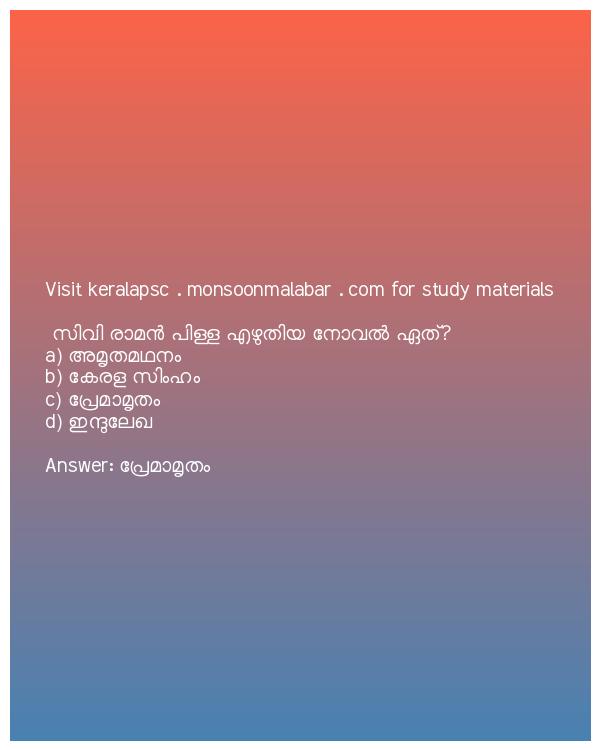 Visit keralapsc . monsoonmalabar . com for study materials
സിവി രാമൻ പിള്ള എഴുതിയ നോവൽ ഏത്?
a) അമൃതമഥനം
b) കേരള സിംഹം
c) പ്രേമാമൃതം
d) ഇന്ദുലേഖ
Answer: പ്രേമാമൃതം